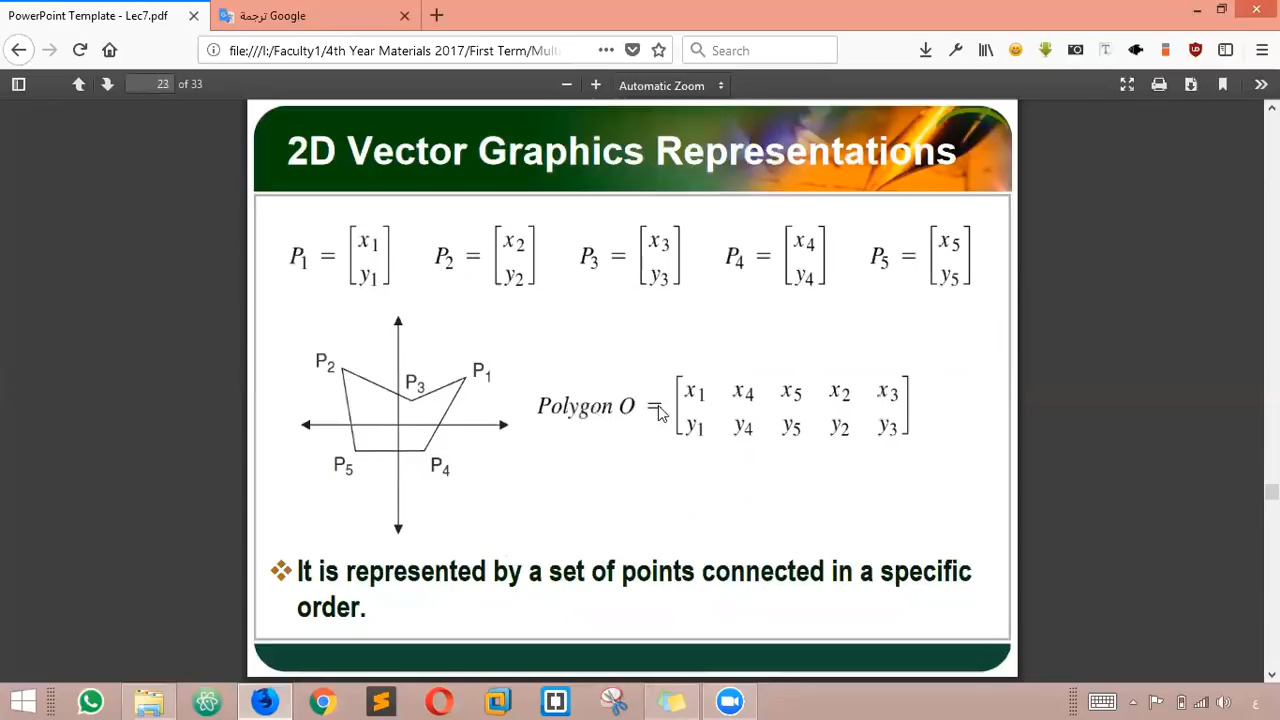 PowerPoint Template - Lec7.pdf
ترجمة Google
file:///I:/Faculty1/4th Year Materials 2017/First Term/Mult
Search
23 of 33
Automatic Zoom
2D Vector Graphics Representations
P1 = [x1 y1] P2 = [x2 y2] P3 = [x3 y3] P4 = [x4 y4] P5 = [x5 y5]
P2
P3
P1
P5
P4
Polygon O = [x1 x4 x5 x2 x3
y1 y4 y5 y2 y3]
It is represented by a set of points connected in a specific
order.
ع